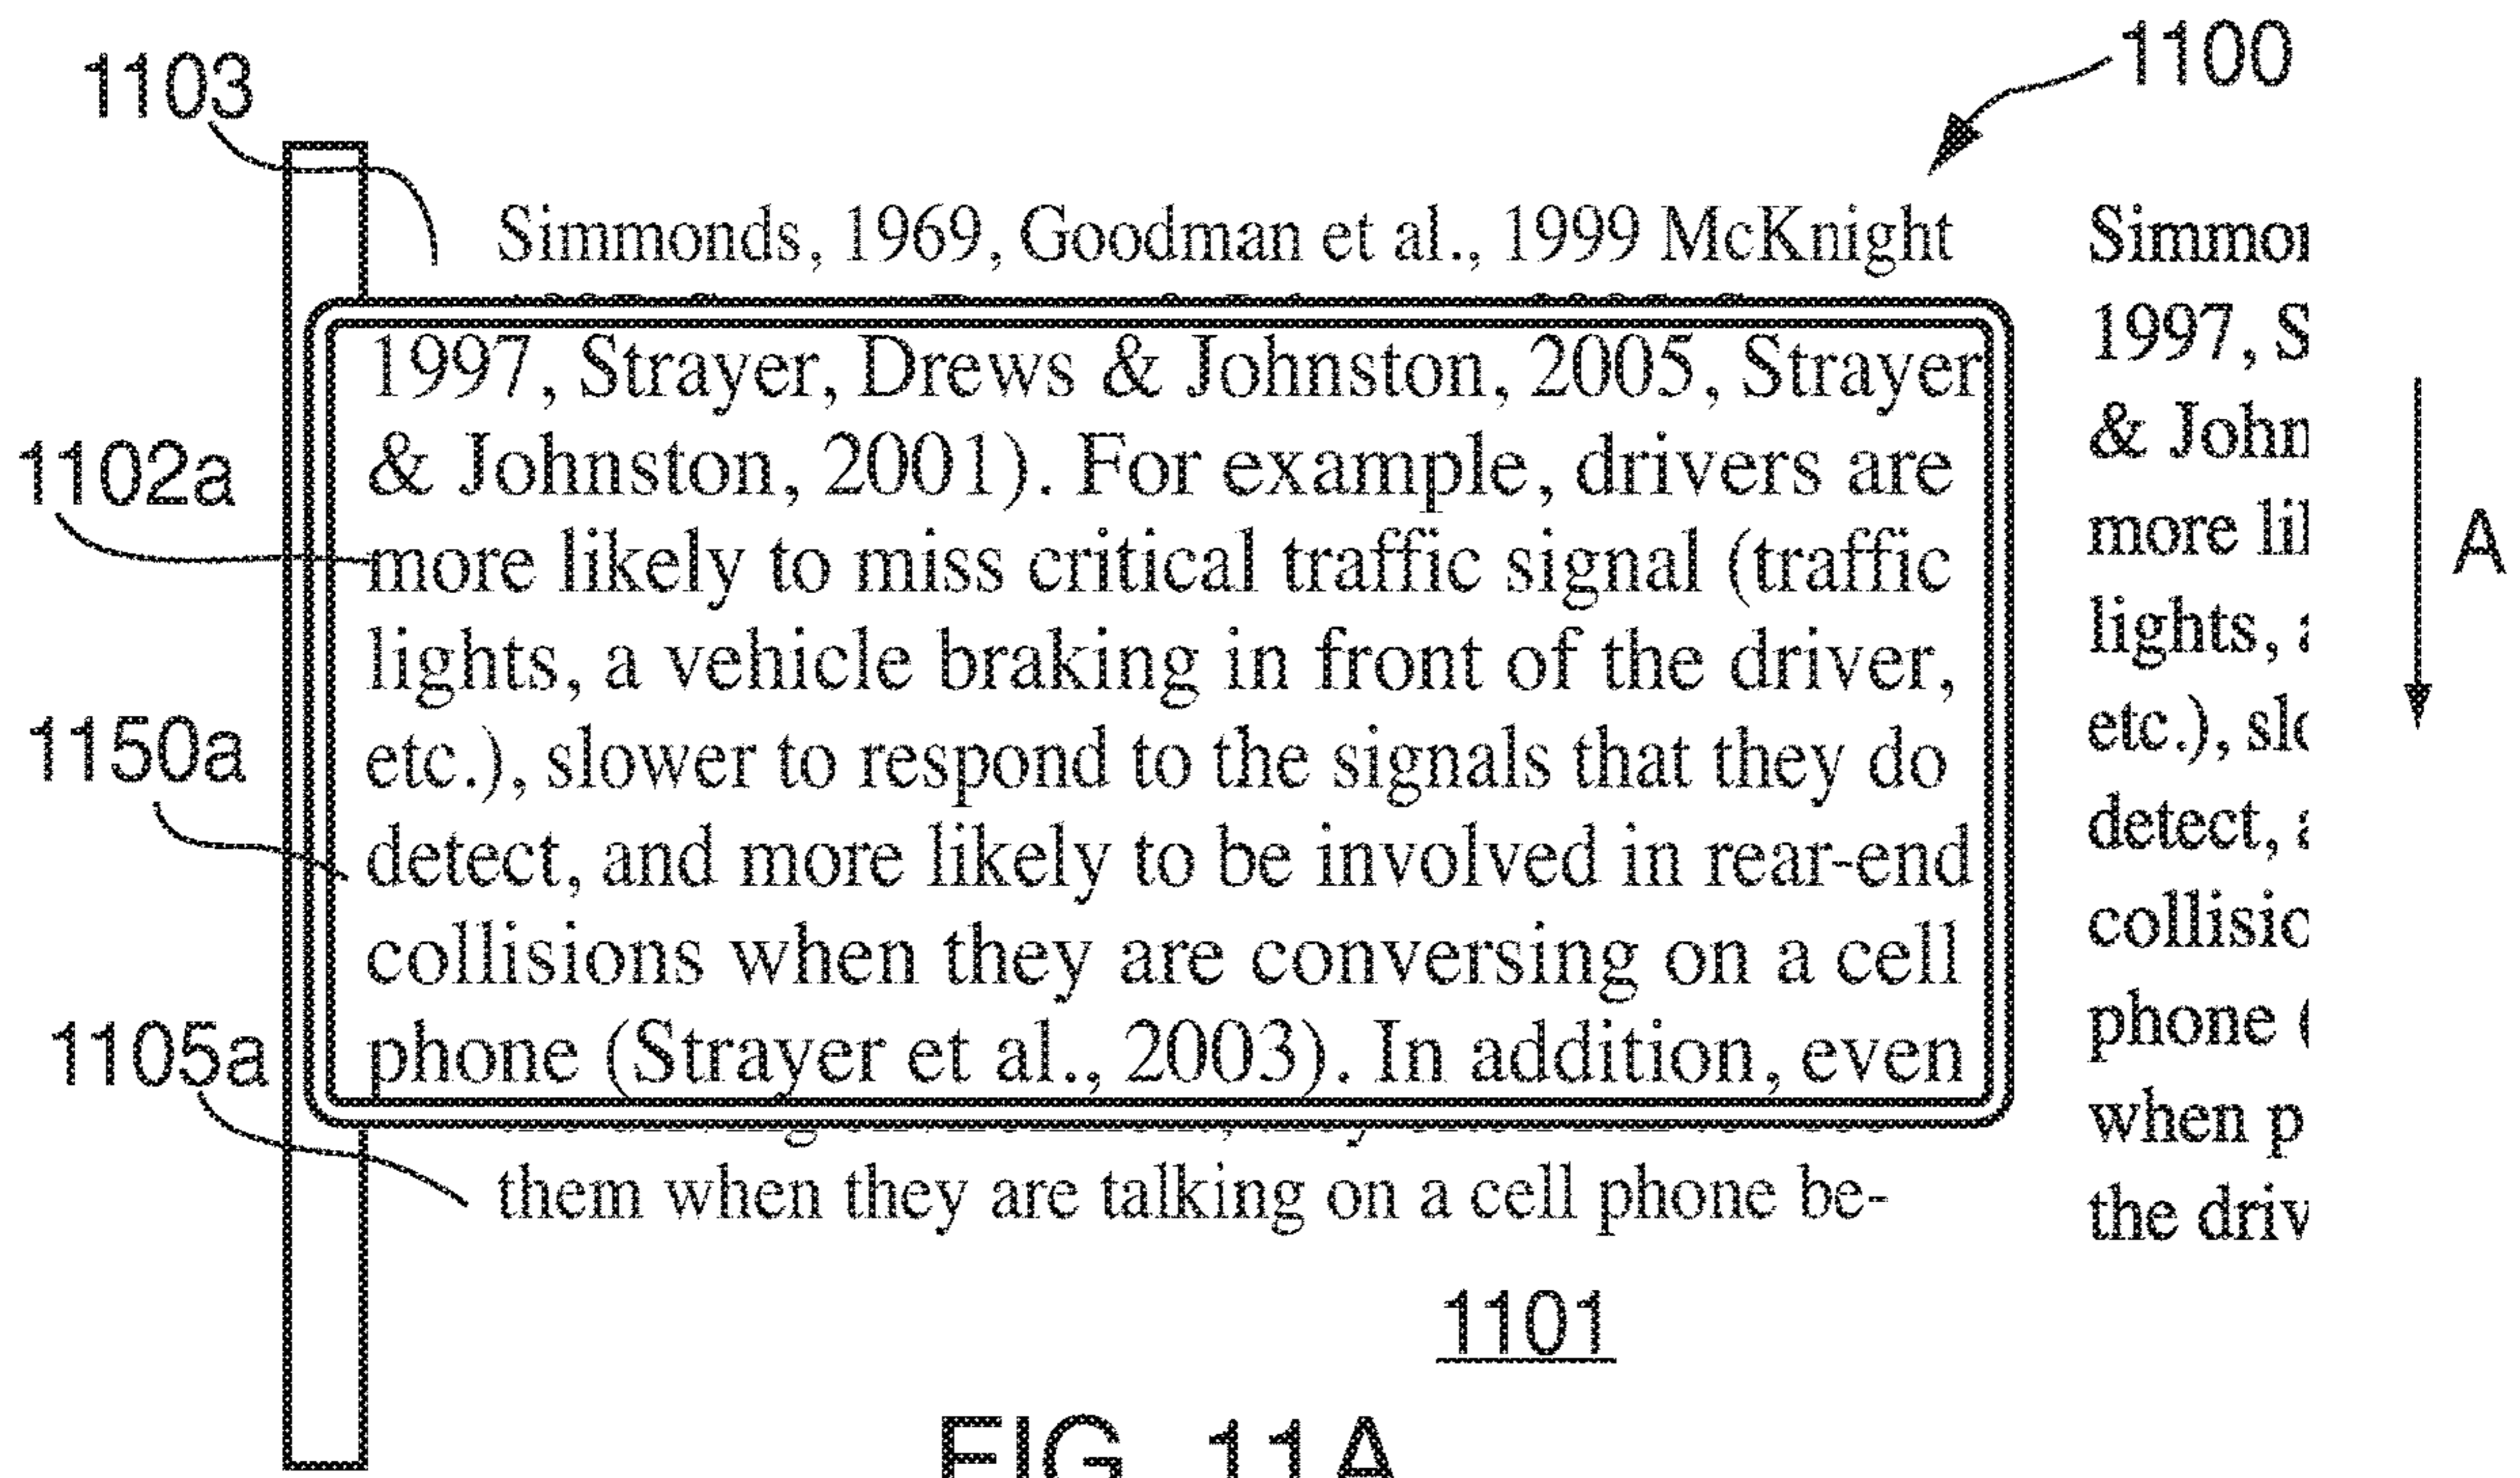 1103
1100
Simmonds, 1969, Goodman et al., 1999 McKnight
1997, Strayer, Drews & Johnston, 2005, Strayer
& Johnston, 2001). For example, drivers are
more likely to miss critical traffic signal (traffic
lights, a vehicle braking in front of the driver,
etc.), slower to respond to the signals that they do
detect, and more likely to be involved in rear-end
collisions when they are conversing on a cell
phone (Strayer et al., 2003). In addition, even
them when they are talking on a cell phone be-
1102a
1150a
1105a
Simmo
1997, S
& John
more li
lights,
etc.), sl
detect,
collisio
phone (
when p
the driv
A
1101
FIG. 11A